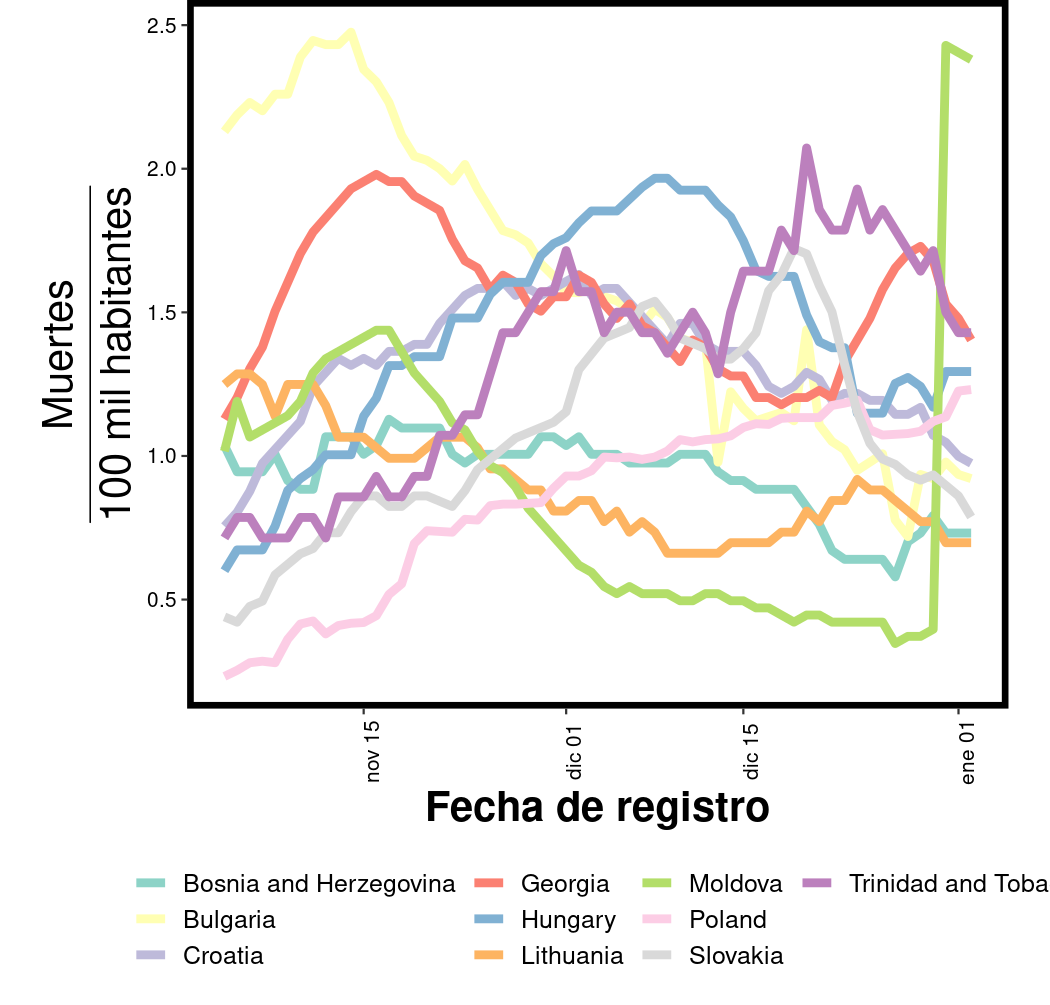 2.5
2.0
1.5
1.0
0.5
Muertes
100 mil habitantes
nov 15
dic 01
dic 15
ene 01
Fecha de registro
Bosnia and Herzegovina
Georgia
Moldova
Trinidad and Toba
Bulgaria
Hungary
Poland
Croatia
Lithuania
Slovakia